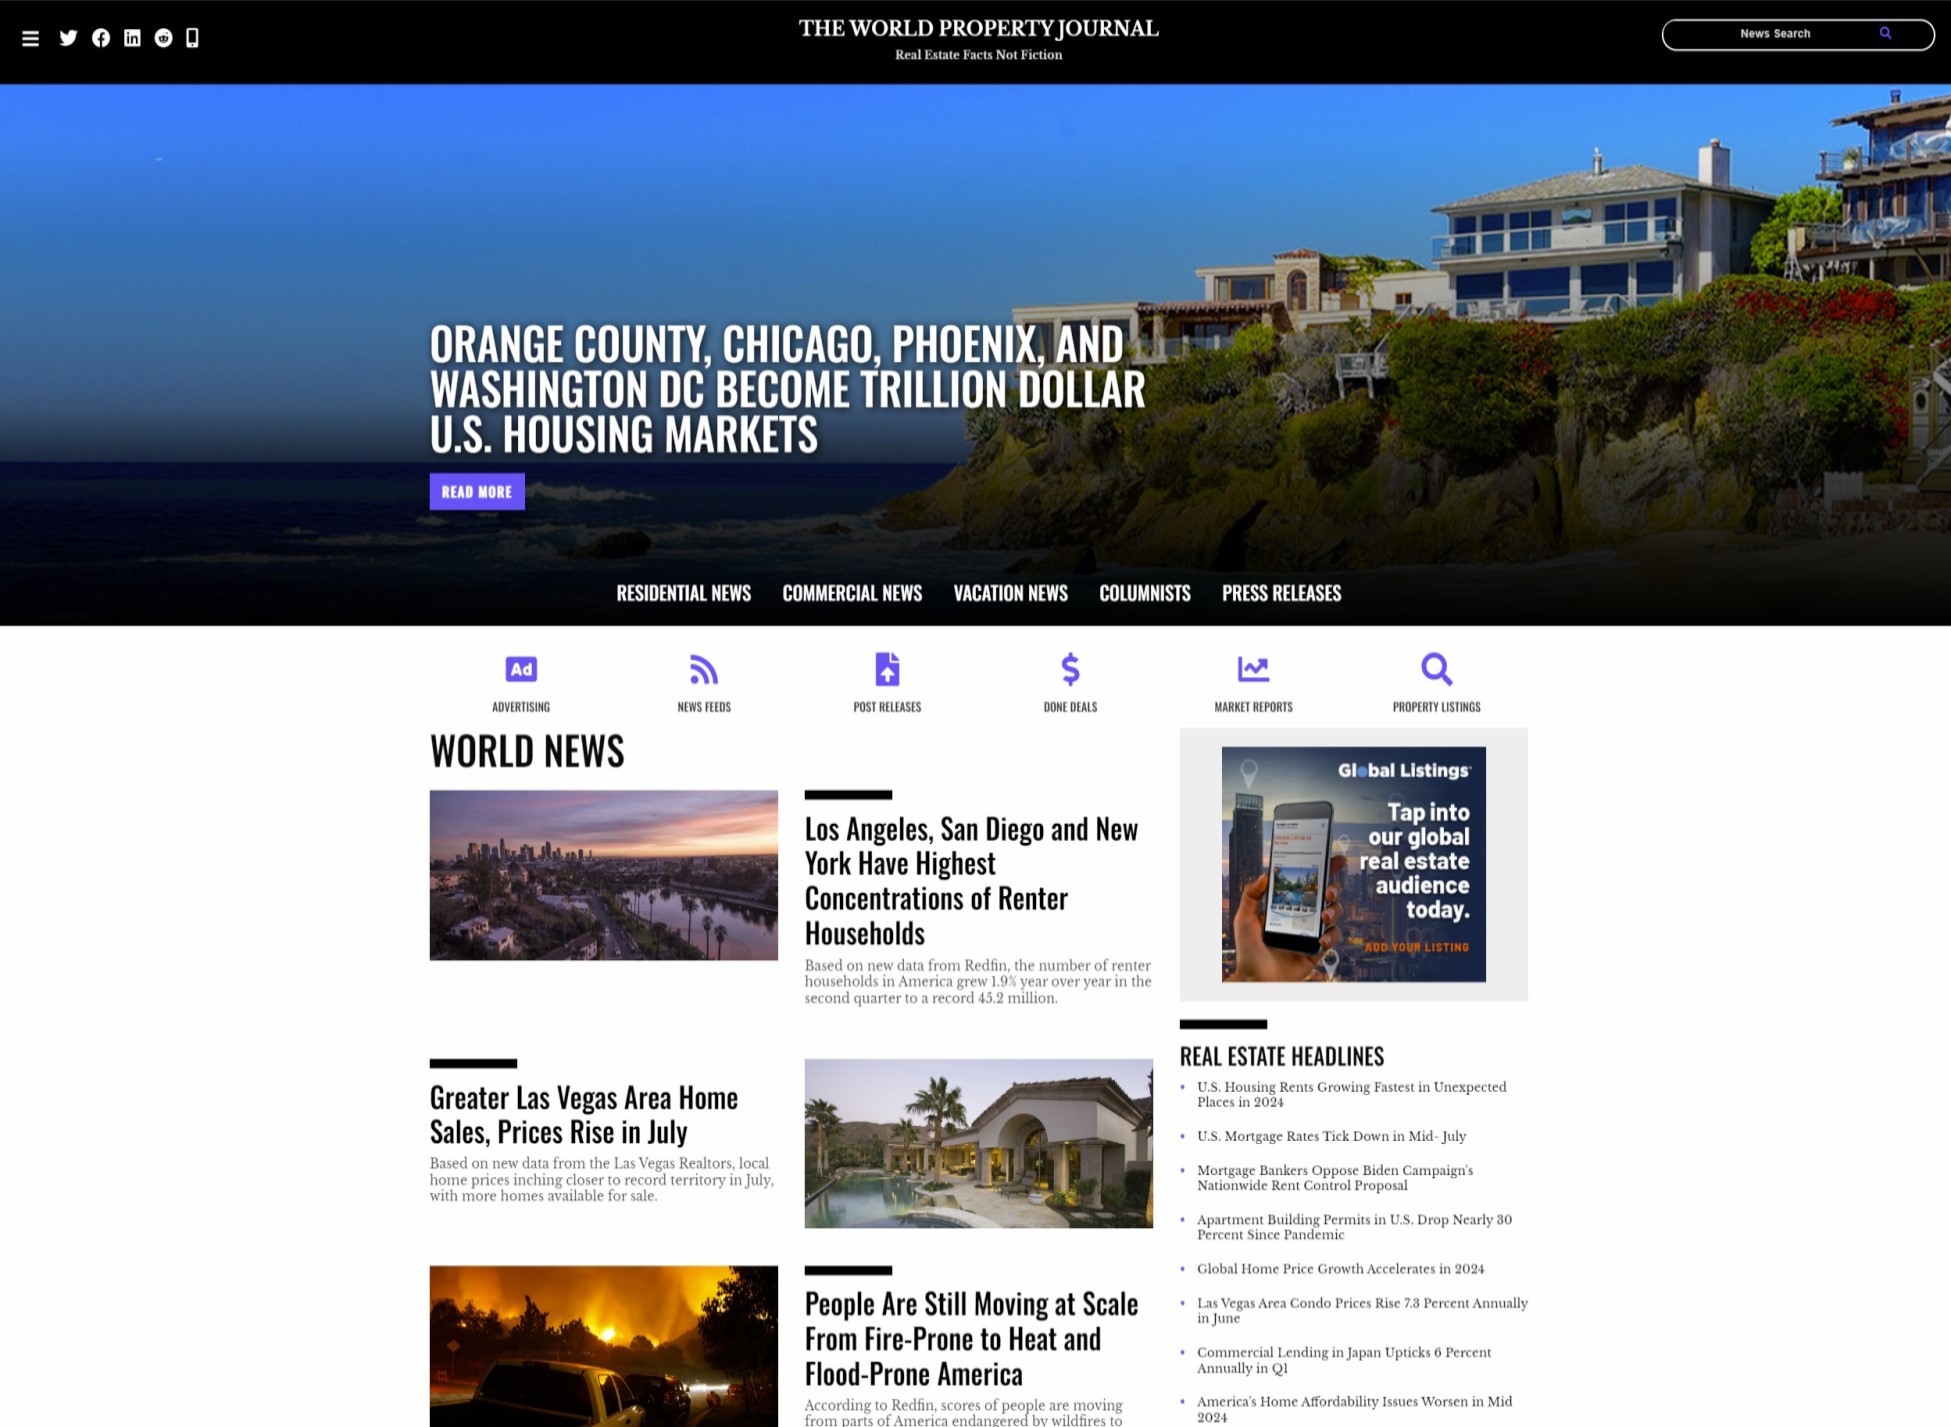 THE WORLD PROPERTY JOURNAL
Real Estate Facts Not Fiction
News Search
ORANGE COUNTY, CHICAGO, PHOENIX, AND
WASHINGTON DC BECOME TRILLION DOLLAR
U.S. HOUSING MARKETS
READ MORE
RESIDENTIAL NEWS
COMMERCIAL NEWS
VACATION NEWS
COLUMNISTS
PRESS RELEASES
Ad
ADVERTISING
NEWS FEEDS
POST RELEASES
DONE DEALS
MARKET REPORTS
PROPERTY LISTINGS
WORLD NEWS
Los Angeles, San Diego and New
York Have Highest
Concentrations of Renter
Households
Based on new data from Redfin, the number of renter
households in America grew 1.9% year over year in the
second quarter to a record 45.2 million.
Greater Las Vegas Area Home
Sales, Prices Rise in July
Based on new data from the Las Vegas Realtors, local
home prices inching closer to record territory in July,
with more homes available for sale.
People Are Still Moving at Scale
From Fire-Prone to Heat and
Flood-Prone America
According to Redfin, scores of people are moving
from parts of America endangered by wildfires to
Global Listings
Tap into
our global
real estate
audience
today.
ADD YOUR LISTING
REAL ESTATE HEADLINES
U.S. Housing Rents Growing Fastest in Unexpected
Places in 2024
U.S. Mortgage Rates Tick Down in Mid- July
Mortgage Bankers Oppose Biden Campaign's
Nationwide Rent Control Proposal
Apartment Building Permits in U.S. Drop Nearly 30
Percent Since Pandemic
Global Home Price Growth Accelerates in 2024
Las Vegas Area Condo Prices Rise 7.3 Percent Annually
in June
Commercial Lending in Japan Upticks 6 Percent
Annually in Q1
America's Home Affordability Issues Worsen in Mid
2024